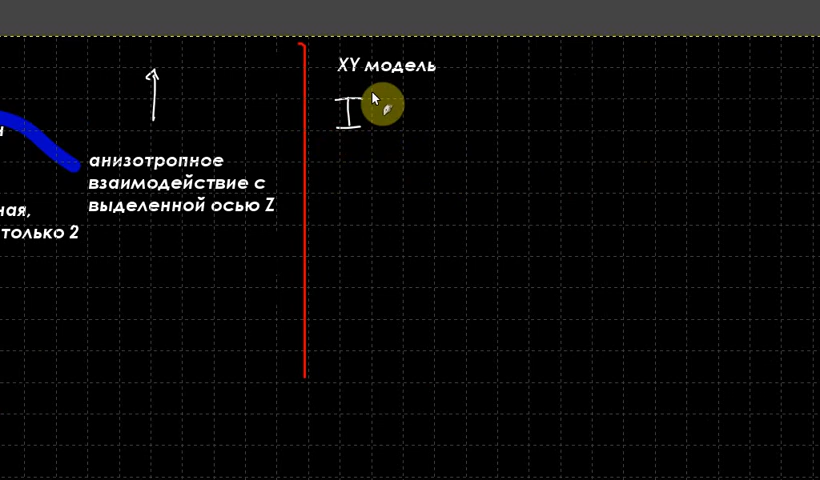 XY модель
I
анизотропное
взаимодействие с
выделенной осью Z
ная,
только 2